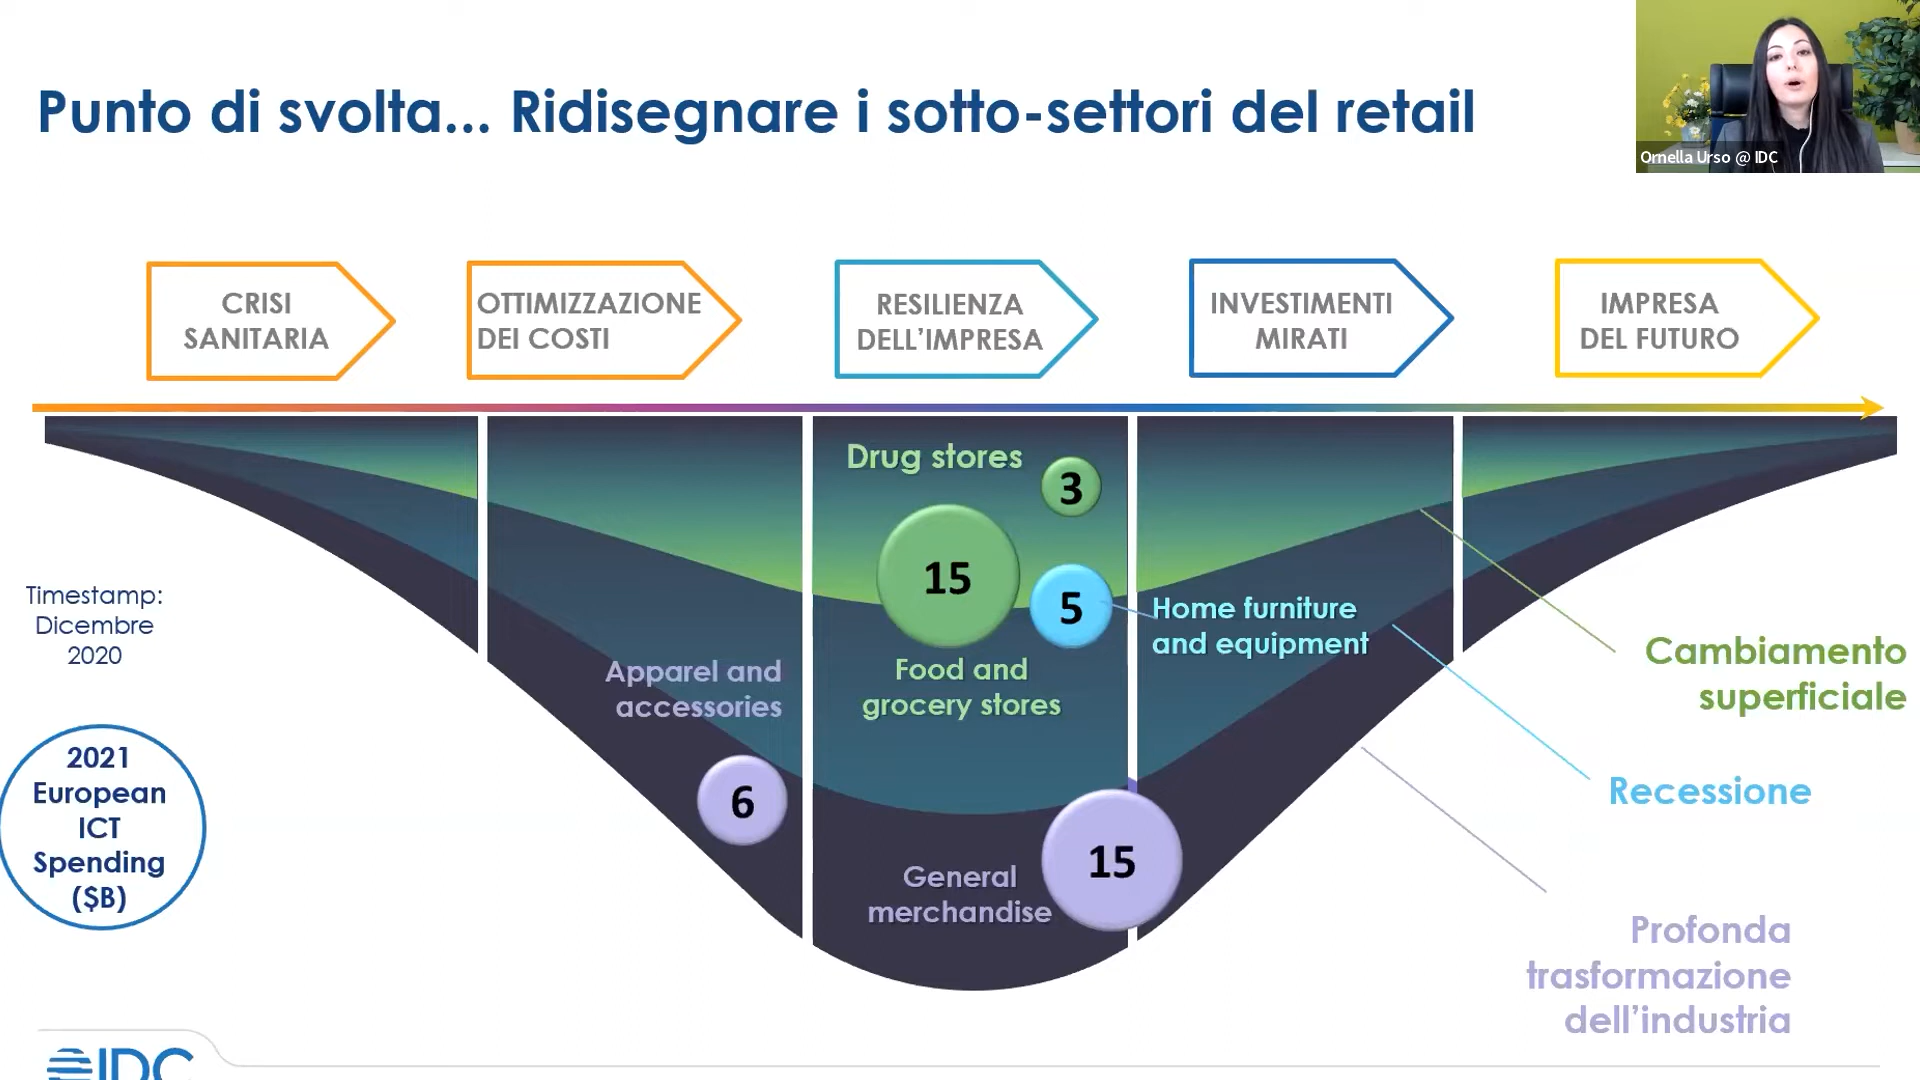 Punto di svolta... Ridisegnare i sotto-settori del retail
Ornella Urso @ IDC
CRISI
SANITARIA
OTTIMIZZAZIONE
DEI COSTI
RESILIENZA
DELL'IMPRESA
INVESTIMENTI
MIRATI
IMPRESA
DEL FUTURO
Drug stores
3
15
5
Food and
grocery stores
Home furniture
and equipment
Apparel and
accessories
6
General
merchandise
15
Timestamp:
Dicembre
2020
2021
European
ICT
Spending
($B)
Cambiamento
superficiale
Recessione
Profonda
trasformazione
dell'industria
IDC